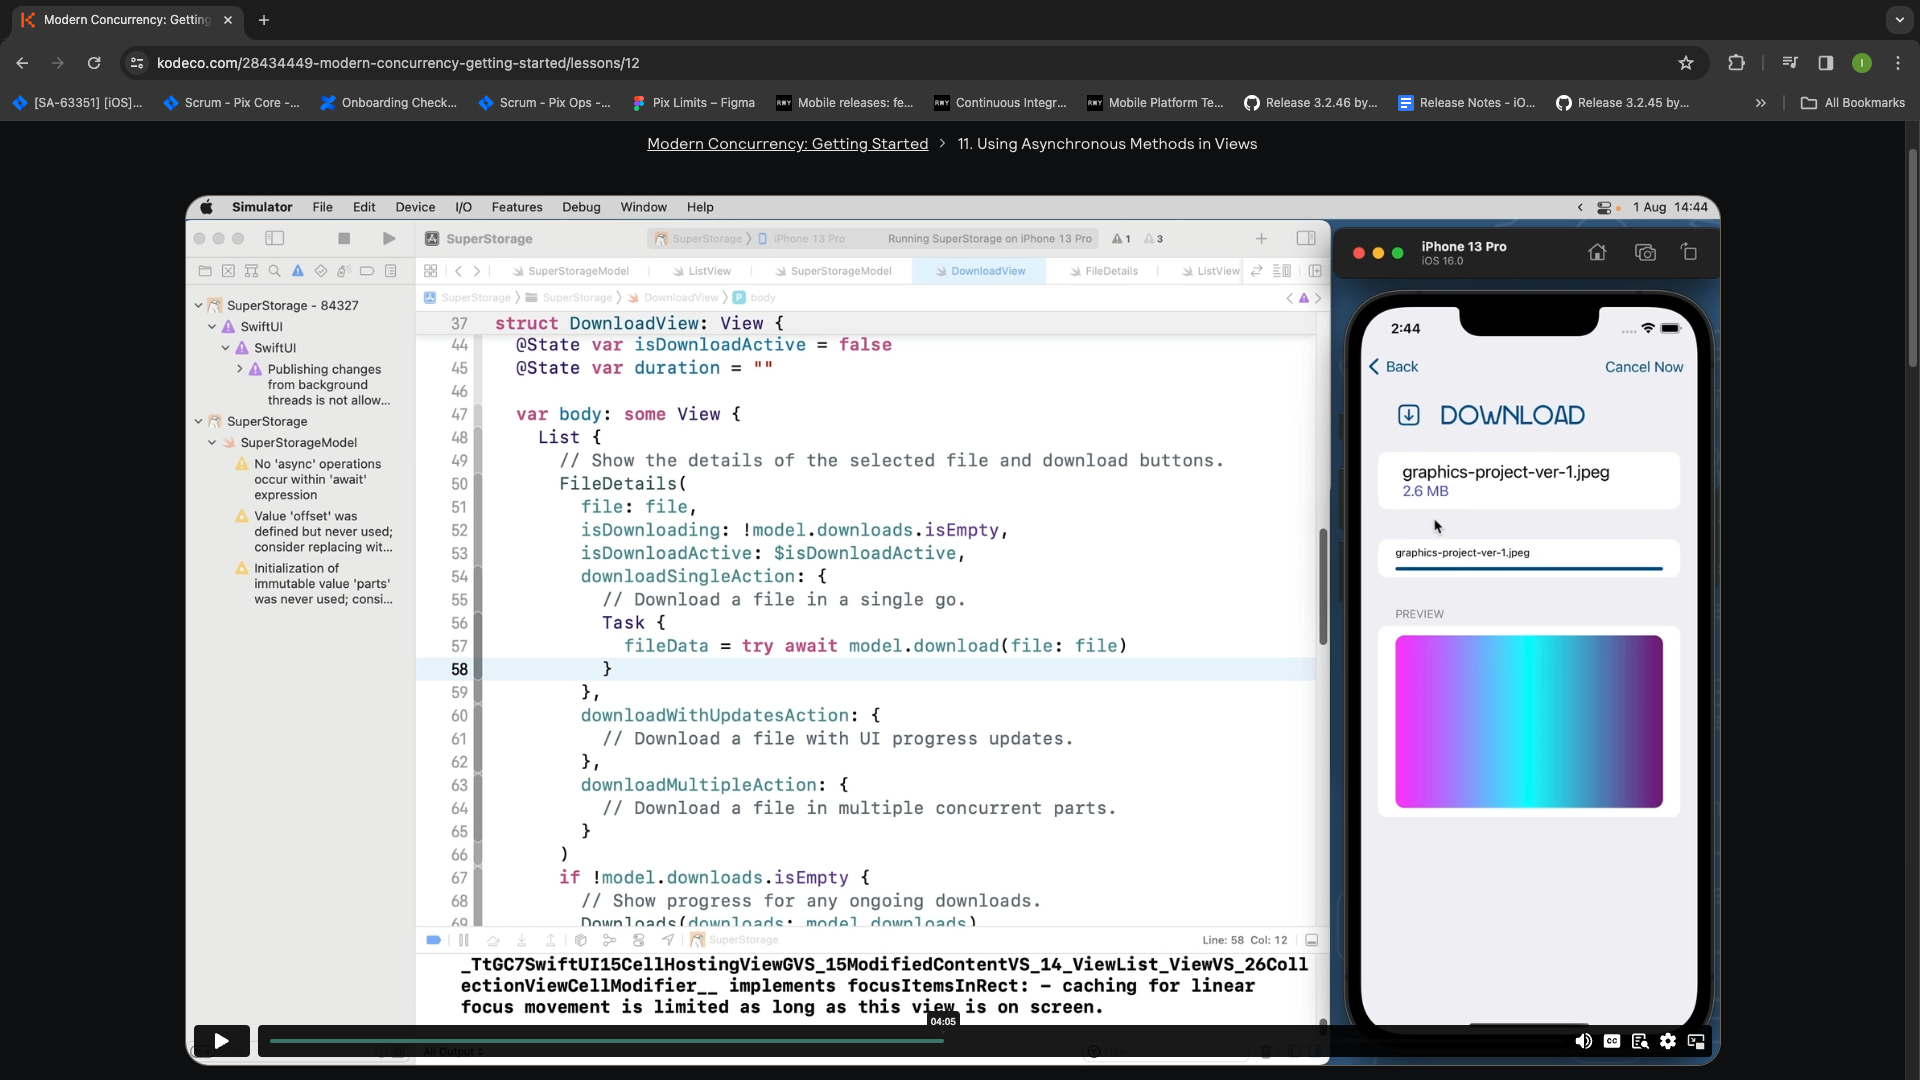 Modern Concurrency: Getting
kodeco.com/28434449-modern-concurrency-getting-started/lessons/12
[SA-63351] [iOS]...
Scrum - Pix Core -...
Onboarding Check...
Scrum - Pix Ops -...
Pix Limits – Figma
Mobile releases: fe...
Continuous Integr...
Mobile Platform Te...
Release 3.2.46 by...
Release Notes - iO...
Release 3.2.45 by...
All Bookmarks
Modern Concurrency: Getting Started > 11. Using Asynchronous Methods in Views
Simulator File Edit Device I/O Features Debug Window Help
1 Aug 14:44
SuperStorage
SuperStorage 〉 iPhone 13 Pro
Running SuperStorage on iPhone 13 Pro
1 3
SuperStorageModel
ListView
SuperStorageModel
DownloadView
FileDetails
ListView
SuperStorage 〉 SuperStorage 〉 DownloadView 〉 body
SuperStorage - 84327
SwiftUI
SwiftUI
Publishing changes
from background
threads is not allow...
SuperStorage
SuperStorageModel
No 'async' operations
occur within 'await'
expression
Value 'offset' was
defined but never used;
consider replacing wit...
Initialization of
immutable value 'parts'
was never used; consi...
37 struct DownloadView: View {
44 @State var isDownloadActive = false
45 @State var duration = ""
46
47 var body: some View {
48 List {
49 // Show the details of the selected file and download buttons.
50 FileDetails(
51 file: file,
52 isDownloading: !model.downloads.isEmpty,
53 isDownloadActive: $isDownloadActive,
54 downloadSingleAction: {
55 // Download a file in a single go.
56 Task {
57 fileData = try await model.download(file: file)
58 }
59 },
60 downloadWithUpdatesAction: {
61 // Download a file with UI progress updates.
62 },
63 downloadMultipleAction: {
64 // Download a file in multiple concurrent parts.
65 }
66 )
67 if !model.downloads.isEmpty {
68 // Show progress for any ongoing downloads.
69 Downloads(downloads: model.downloads)
SuperStorage
Line: 58 Col: 12
_TtGC7SwiftUI15CellHostingViewGVS_15ModifiedContentVS_14_ViewList_ViewVS_26Coll
ectionViewCellModifier__ implements focusItemsInRect: - caching for linear
focus movement is limited as long as this view is on screen.
04:05
All Output
iPhone 13 Pro
iOS 16.0
2:44
Back
Cancel Now
DOWNLOAD
graphics-project-ver-1.jpeg
2.6 MB
graphics-project-ver-1.jpeg
PREVIEW
CC